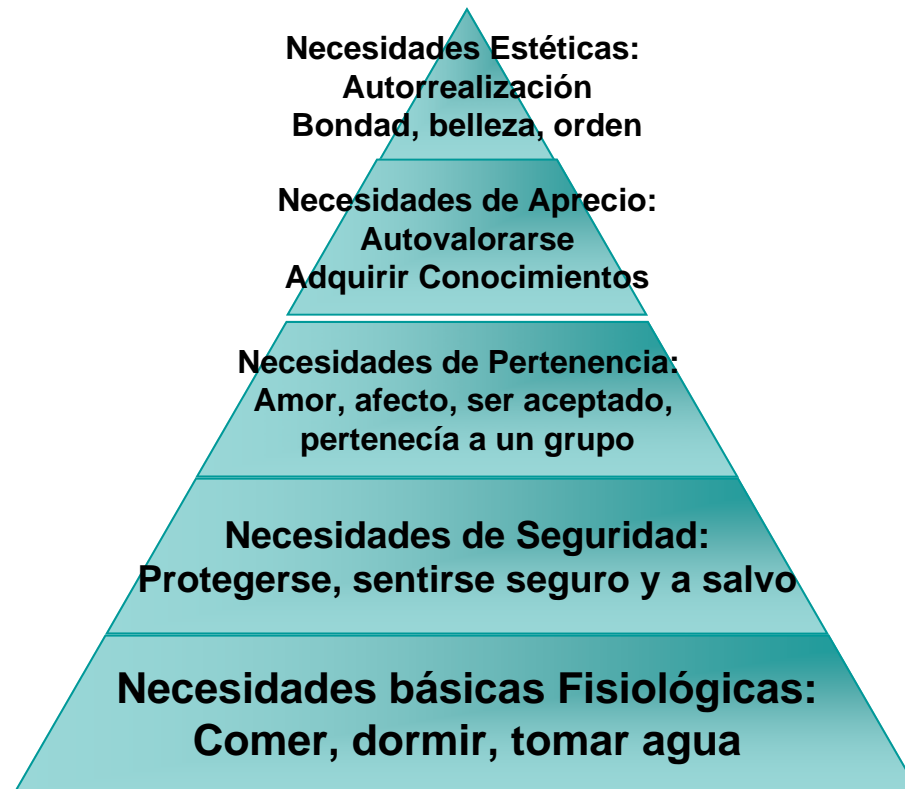 Necesidades Estéticas:
Autorrealización
Bondad, belleza, orden
Necesidades de Aprecio:
Autovalorarse
Adquirir Conocimientos
Necesidades de Pertenencia:
Amor, afecto, ser aceptado,
pertenecía a un grupo
Necesidades de Seguridad:
Protegerse, sentirse seguro y a salvo
Necesidades básicas Fisiológicas:
Comer, dormir, tomar agua